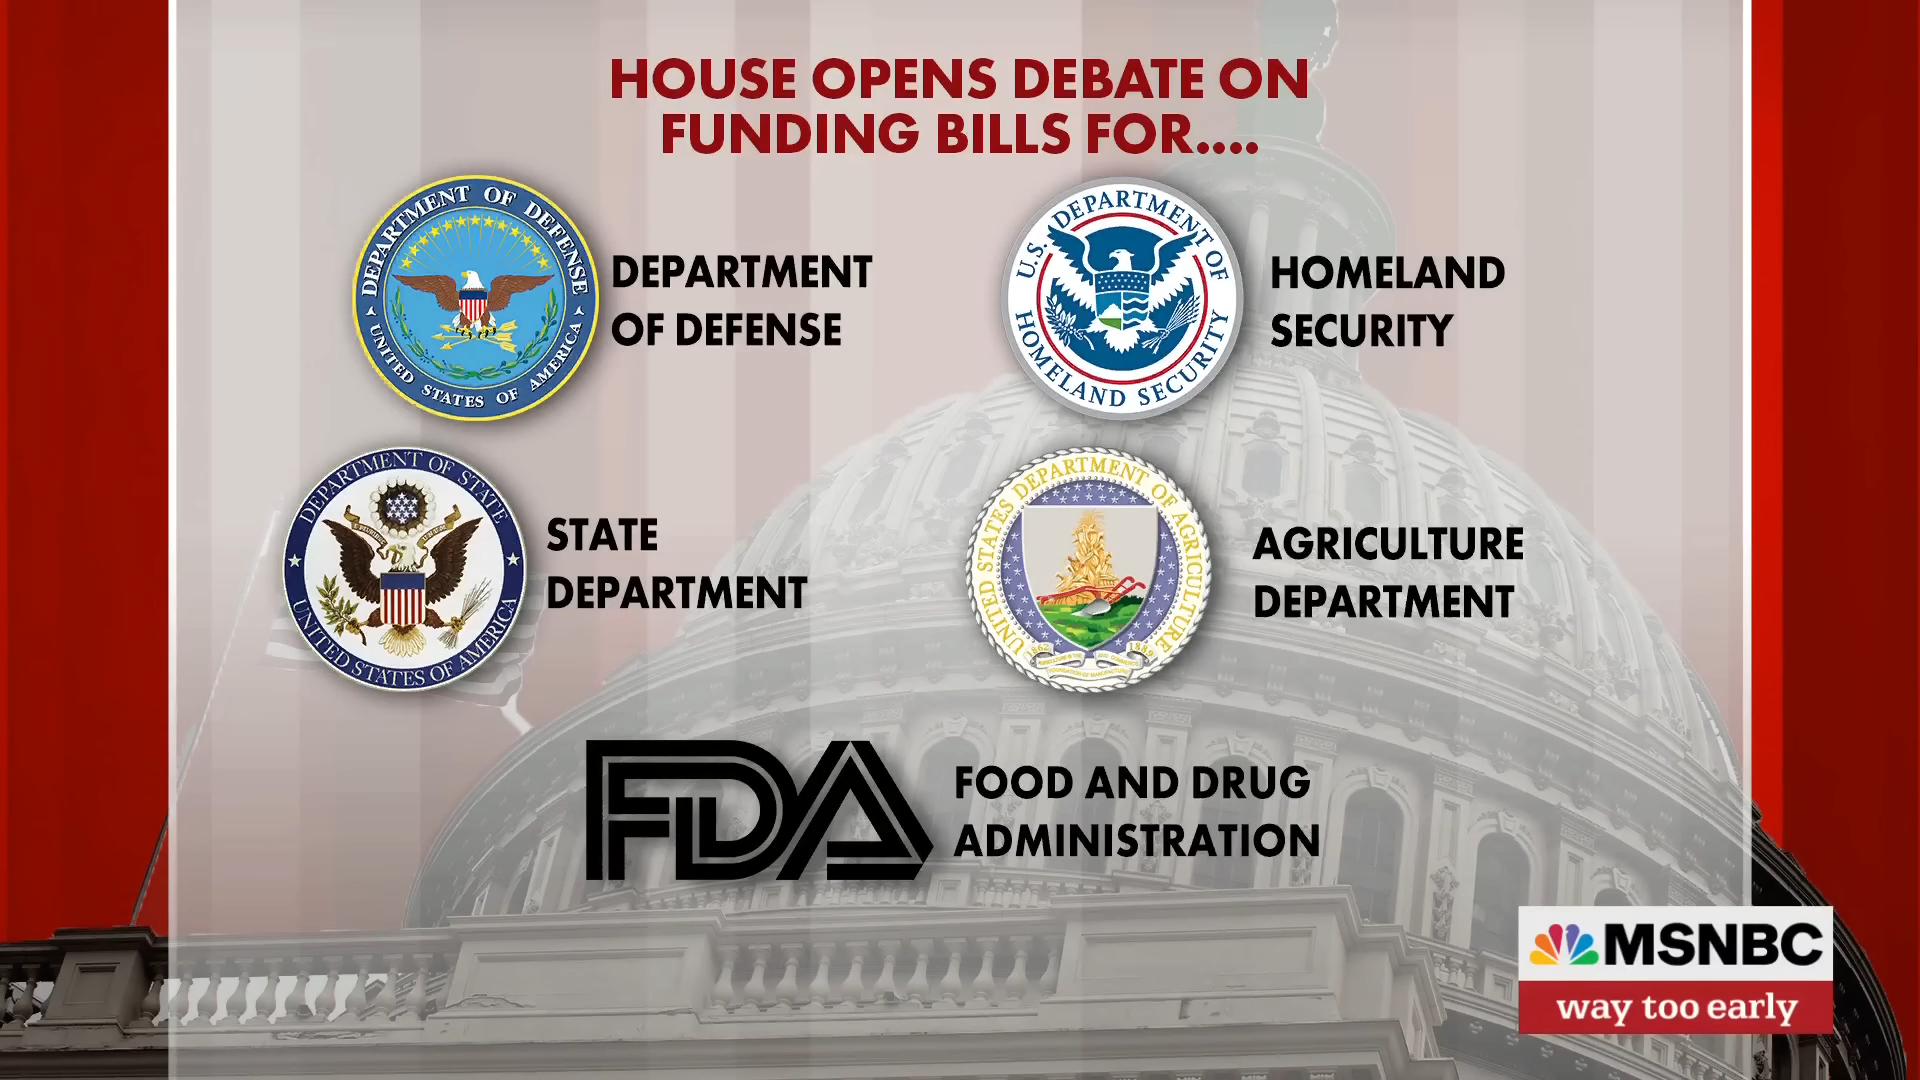 HOUSE OPENS DEBATE ON
FUNDING BILLS FOR....
DEPARTMENT OF DEFENSE
UNITED STATES OF AMERICA
DEPARTMENT
OF DEFENSE
U.S. DEPARTMENT OF
HOMELAND SECURITY
HOMELAND
SECURITY
DEPARTMENT OF STATE
UNITED STATES OF AMERICA
STATE
DEPARTMENT
UNITED STATES DEPARTMENT OF AGRICULTURE
1889
AGRICULTURE
DEPARTMENT
FDA
FOOD AND DRUG
ADMINISTRATION
MSNBC
way too early